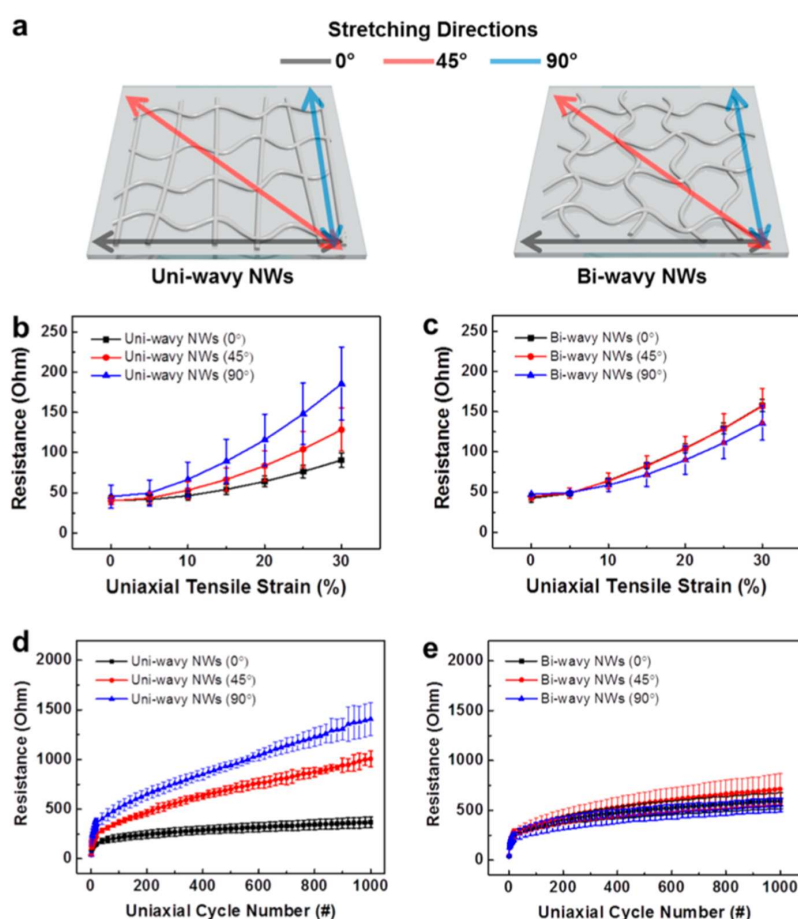 a
Stretching Directions
0° 45° 90°
Uni-wavy NWs Bi-wavy NWs
b
250
200
150
100
50
0
Resistance (Ohm)
Uni-wavy NWs (0°)
Uni-wavy NWs (45°)
Uni-wavy NWs (90°)
0 10 20 30
Uniaxial Tensile Strain (%)
c
250
200
150
100
50
0
Resistance (Ohm)
Bi-wavy NWs (0°)
Bi-wavy NWs (45°)
Bi-wavy NWs (90°)
0 10 20 30
Uniaxial Tensile Strain (%)
d
2000
1500
1000
500
0
Resistance (Ohm)
Uni-wavy NWs (0°)
Uni-wavy NWs (45°)
Uni-wavy NWs (90°)
0 200 400 600 800 1000
Uniaxial Cycle Number (#)
e
2000
1500
1000
500
0
Resistance (Ohm)
Bi-wavy NWs (0°)
Bi-wavy NWs (45°)
Bi-wavy NWs (90°)
0 200 400 600 800 1000
Uniaxial Cycle Number (#)